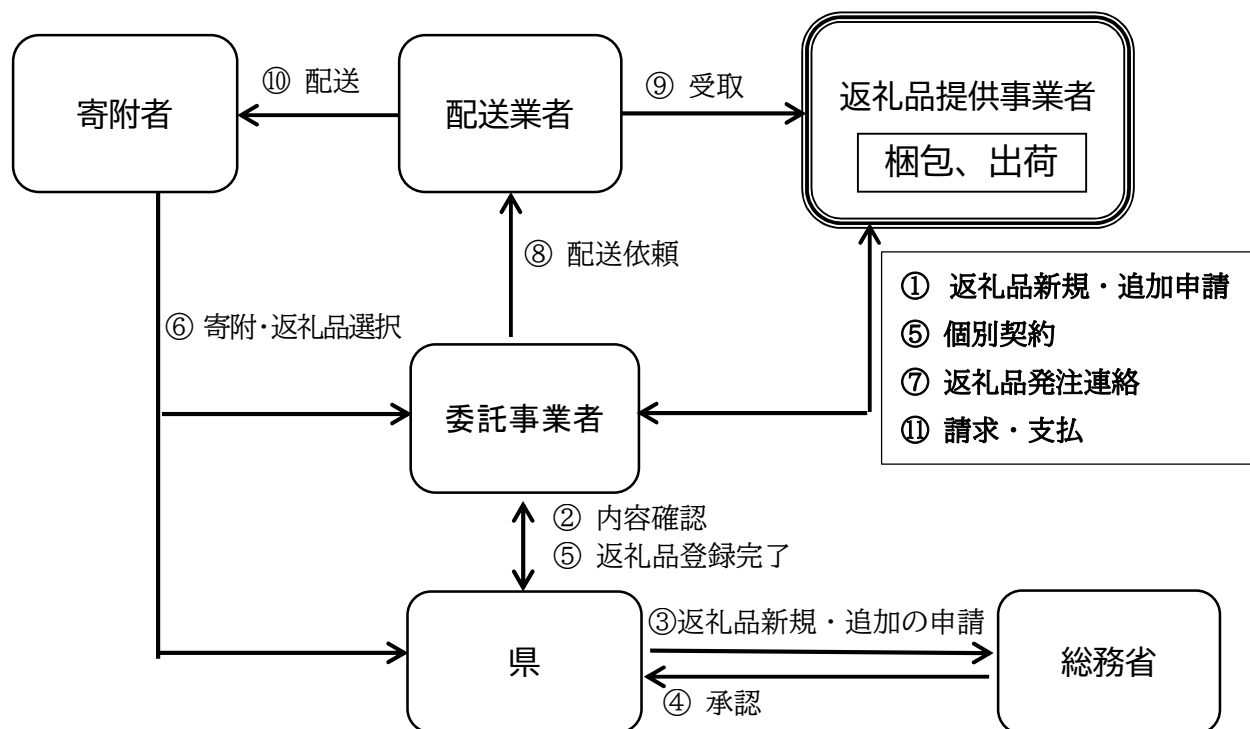 ⑩ 配送
⑨ 受取
寄附者
配送業者
返礼品提供事業者
梱包、出荷
⑧ 配送依頼
① 返礼品新規・追加申請
⑤ 個別契約
⑦ 返礼品発注連絡
⑪ 請求・支払
⑥ 寄附・返礼品選択
委託事業者
② 内容確認
⑤ 返礼品登録完了
③返礼品新規・追加の申請
県
総務省
④ 承認